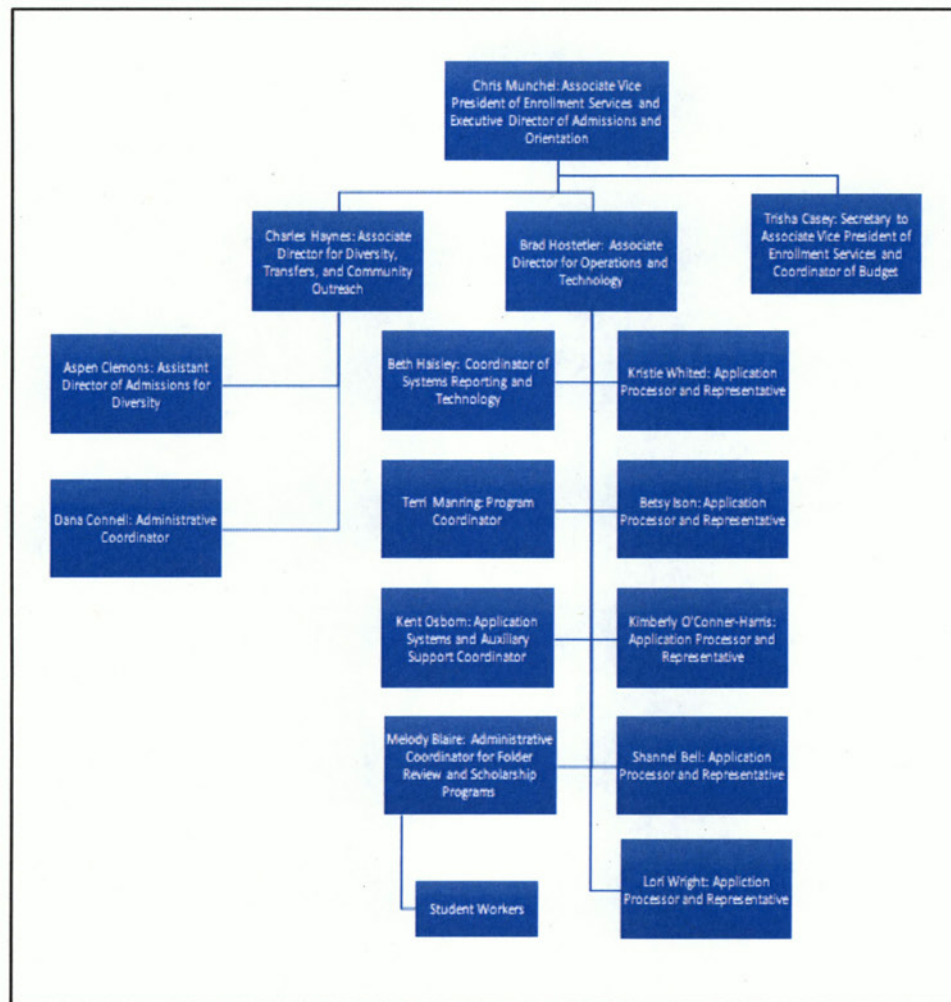 Chris Munchel: Associate Vice
President of Enrollment Services and
Executive Director of Admissions and
Orientation
Charles Haynes: Associate
Director for Diversity,
Transfers, and Community
Outreach
Brad Hostetler: Associate
Director for Operations and
Technology
Trisha Casey: Secretary to
Associate Vice President of
Enrollment Services and
Coordinator of Budget
Aspen Clemons: Assistant
Director of Admissions for
Diversity
Dana Connell: Administrative
Coordinator
Beth Haisley: Coordinator of
Systems Reporting and
Technology
Kristie Whited: Application
Processor and Representative
Terri Manring: Program
Coordinator
Betsy Ison: Application
Processor and Representative
Kent Osborn: Application
Systems and Auxiliary
Support Coordinator
Kimberly O'Conner-Harris:
Application Processor and
Representative
Melody Blaire: Administrative
Coordinator for Folder
Review and Scholarship
Programs
Shannei Bell: Application
Processor and Representative
Student Workers
Lori Wright: Appliction
Processor and Representative